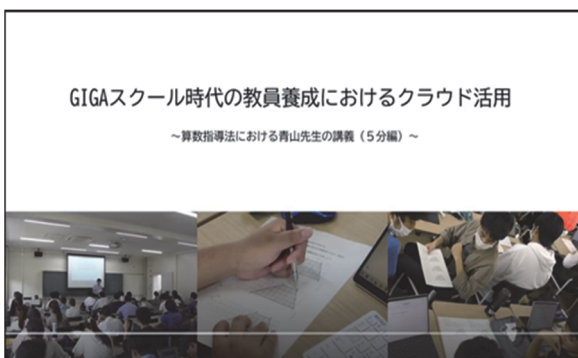 GIGAスクール時代の教員養成におけるクラウド活用
～算数指導法における青山先生の講義（５分編）～